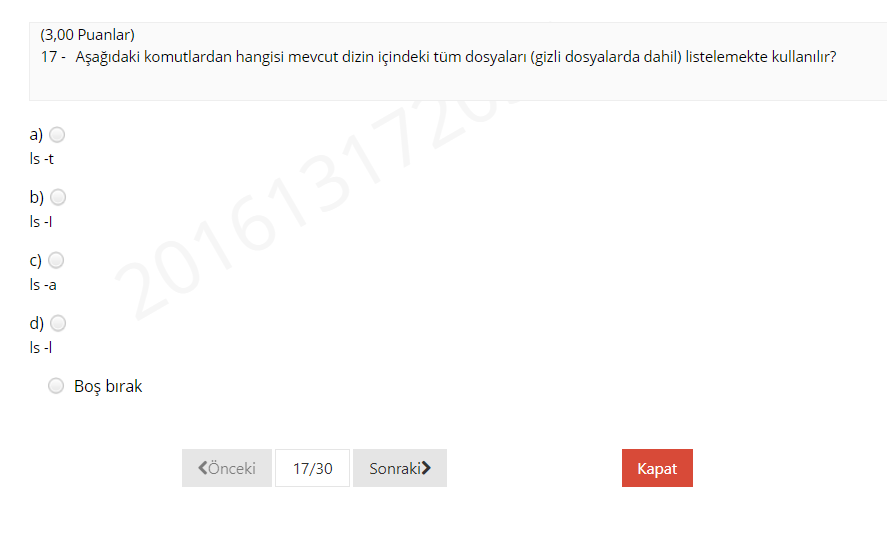 (3,00 Puanlar)
17 - Aşağıdaki komutlardan hangisi mevcut dizin içindeki tüm dosyaları (gizli dosyalarda dahil) listelemekte kullanılır?
a)
ls -t
b)
ls -l
c)
ls -a
d)
ls -l
Boş bırak
Önceki 17/30 Sonraki Kapat
201613172